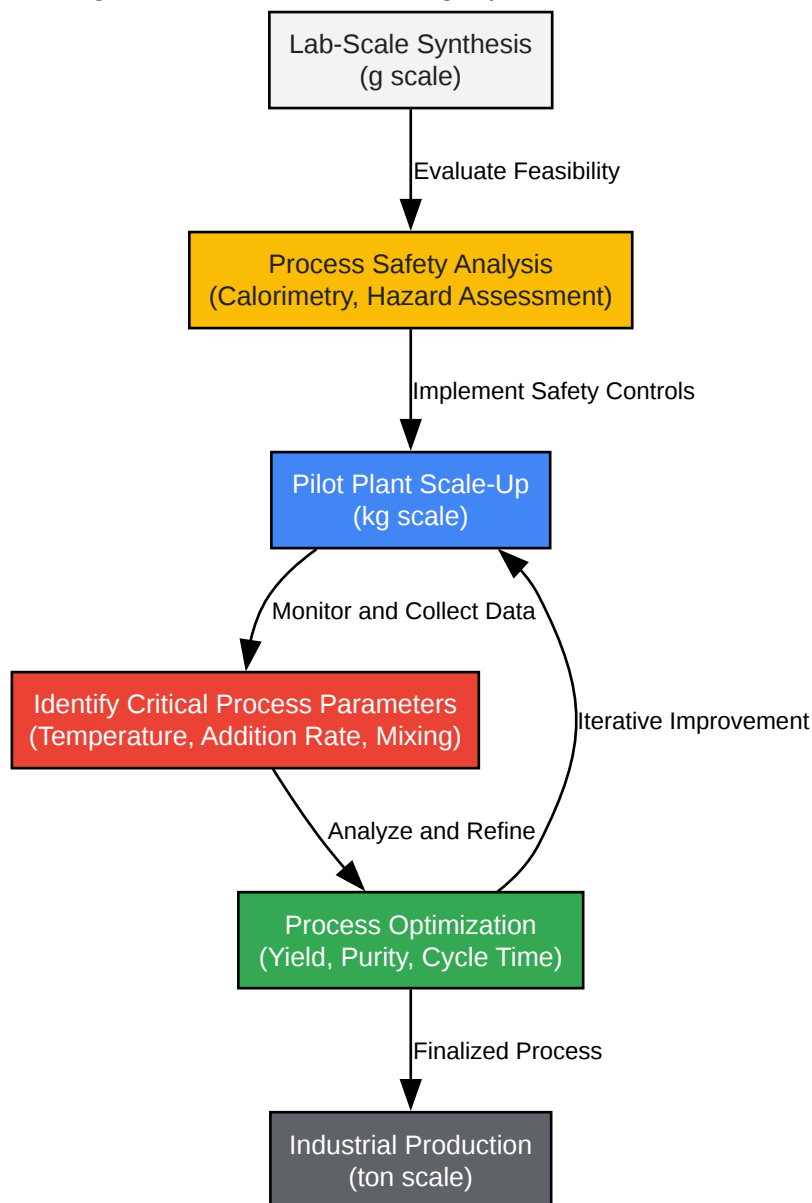 Lab-Scale Synthesis
(g scale)
Evaluate Feasibility
Process Safety Analysis
(Calorimetry, Hazard Assessment)
Implement Safety Controls
Pilot Plant Scale-Up
(kg scale)
Monitor and Collect Data
Identify Critical Process Parameters
(Temperature, Addition Rate, Mixing)
Iterative Improvement
Analyze and Refine
Process Optimization
(Yield, Purity, Cycle Time)
Finalized Process
Industrial Production
(ton scale)